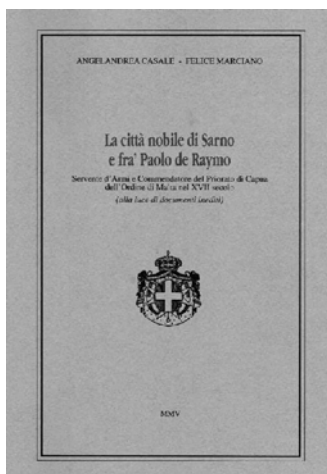 ANGELANDREA CASALE - FELICE MARCIANO
La città nobile di Sarno
e fra' Paolo de Raymo
Servente d'Armi e Commendatore del Priorato di Capua
dell'Ordine di Malta nel XVII secolo
(alla luce di documenti inediti)
MMIV